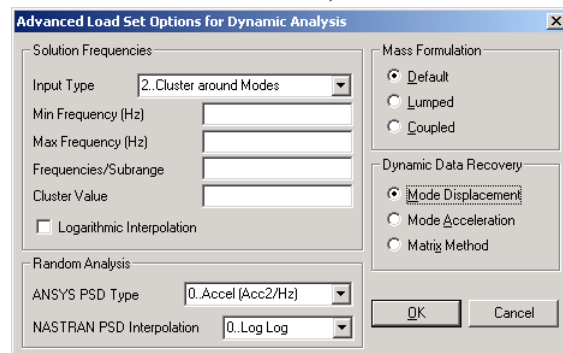 Advanced Load Set Options for Dynamic Analysis
Solution Frequencies
Input Type 2..Cluster around Modes
Min Frequency (Hz)
Max Frequency (Hz)
Frequencies/Subrange
Cluster Value
Logarithmic Interpolation
Random Analysis
ANSYS PSD Type 0..Accel (Acc2/Hz)
NASTRAN PSD Interpolation 0..Log Log
Mass Formulation
Default
Lumped
Coupled
Dynamic Data Recovery
Mode Displacement
Mode Acceleration
Matrix Method
OK Cancel